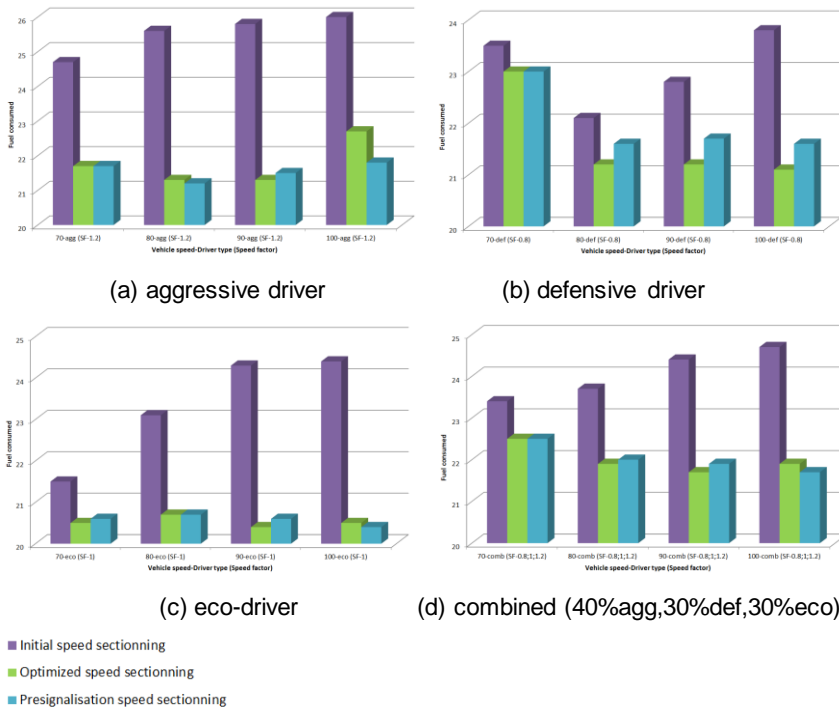 26
25
24
23
22
21
20
Fuel consumed
70-agg (SF-1.2) 80-agg (SF-1.2) 90-agg (SF-1.2) 100-agg (SF-1.2)
Vehicle speed-Driver type (Speed factor)
(a) aggressive driver
24
23
22
21
20
Fuel consumed
70-def (SF-0.8) 80-def (SF-0.8) 90-def (SF-0.8) 100-def (SF-0.8)
Vehicle speed-Driver type (Speed factor)
(b) defensive driver
25
24
23
22
21
20
Fuel consumed
70-eco (SF-1) 80-eco (SF-1) 90-eco (SF-1) 100-eco (SF-1)
Vehicle speed-Driver type (Speed factor)
(c) eco-driver
25
24
23
22
21
20
Fuel consumed
70-comb (SF-0.8;1;1.2) 80-comb (SF-0.8;1;1.2) 90-comb (SF-0.8;1;1.2) 100-comb (SF-0.8;1;1.2)
Vehicle speed-Driver type (Speed factor)
(d) combined (40%agg,30%def,30%eco)
Initial speed sectionning
Optimized speed sectionning
Presignalisation speed sectionning